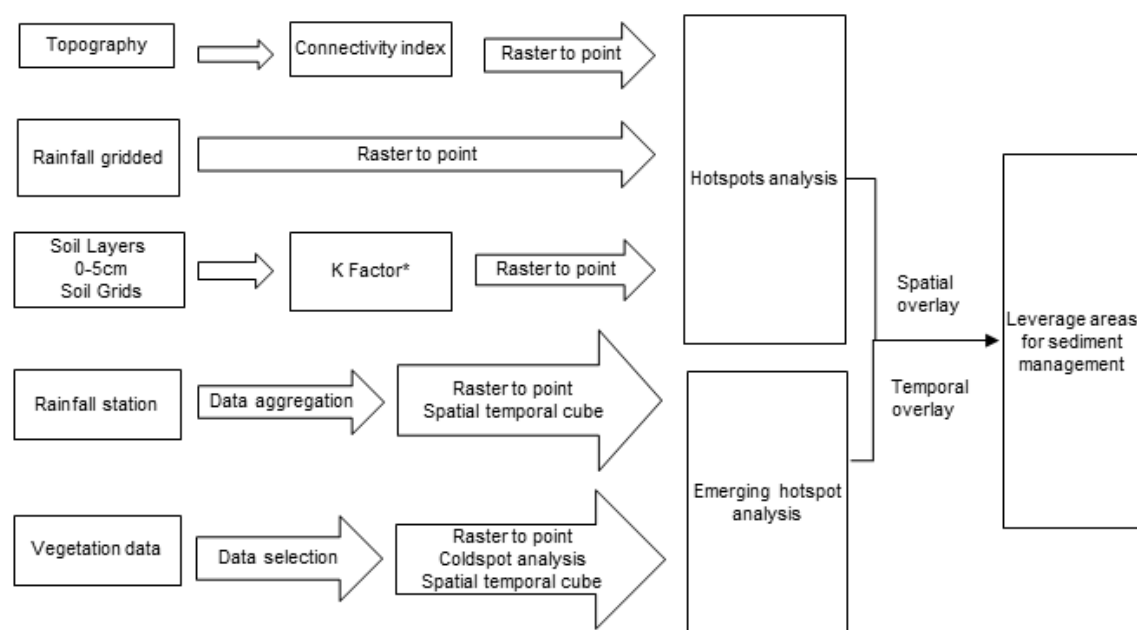 Topography
Connectivity index
Raster to point
Rainfall gridded
Raster to point
Hotspots analysis
Soil Layers
0-5cm
Soil Grids
K Factor*
Raster to point
Spatial
overlay
Leverage areas
for sediment
management
Rainfall station
Data aggregation
Raster to point
Spatial temporal cube
Temporal
overlay
Emerging hotspot
analysis
Vegetation data
Data selection
Raster to point
Coldspot analysis
Spatial temporal cube